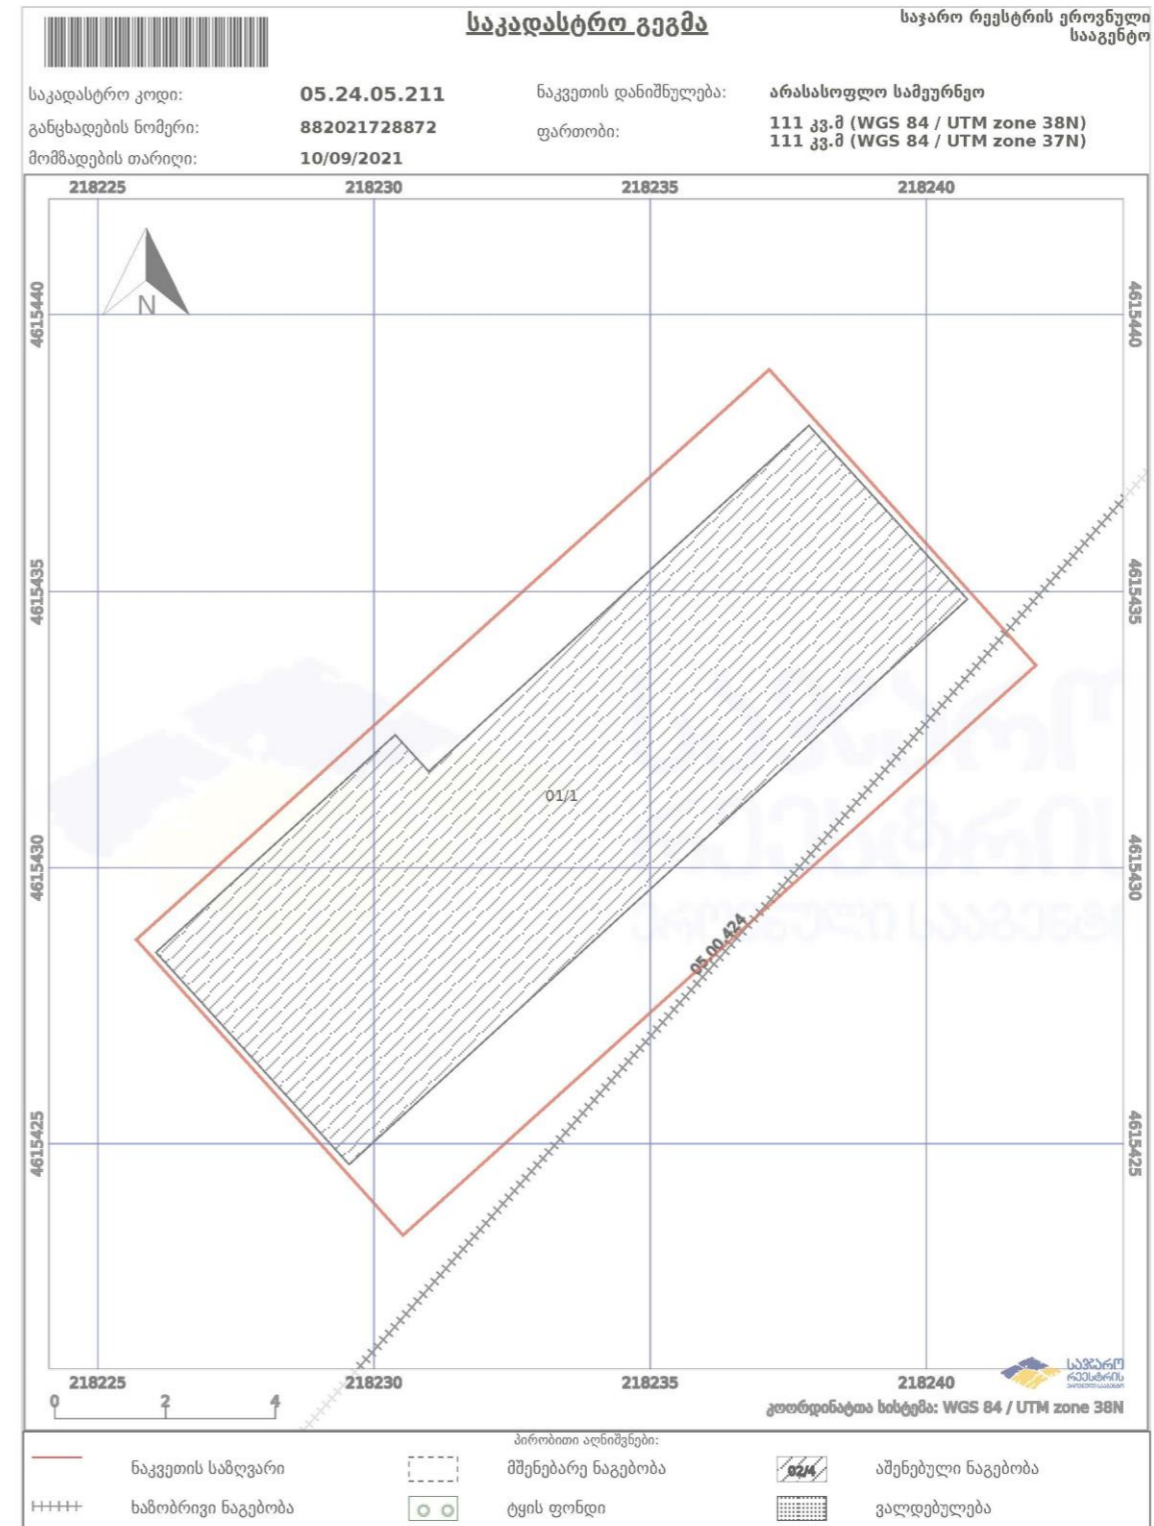 საკადასტრო გეგმა
საჯარო რეესტრის ეროვნული
სააგენტო
საკადასტრო კოდი: 05.24.05.211
ნაკვეთის დანიშნულება: არასასოფლო სამეურნეო
განცხადების ნომერი: 882021728872
ფართობი: 111 კვ.მ (WGS 84 / UTM zone 38N)
111 კვ.მ (WGS 84 / UTM zone 37N)
მომზადების თარიღი: 10/09/2021
218225 218230 218235 218240
N
4615440 4615440
4615435 4615435
01/1
4615430 4615430
05.00.424
ეროვნული სააგენტო
4615425 4615425
218225 218230 218235 218240
საჯარო
რეესტრის
0 2 4
კოორდინატთა სისტემა: WGS 84 / UTM zone 38N
პირობითი აღნიშვნები:
ნაკვეთის საზღვარი
მშენებარე ნაგებობა
02/4
აშენებული ნაგებობა
ხაზობრივი ნაგებობა
ტყის ფონდი
ვალდებულება